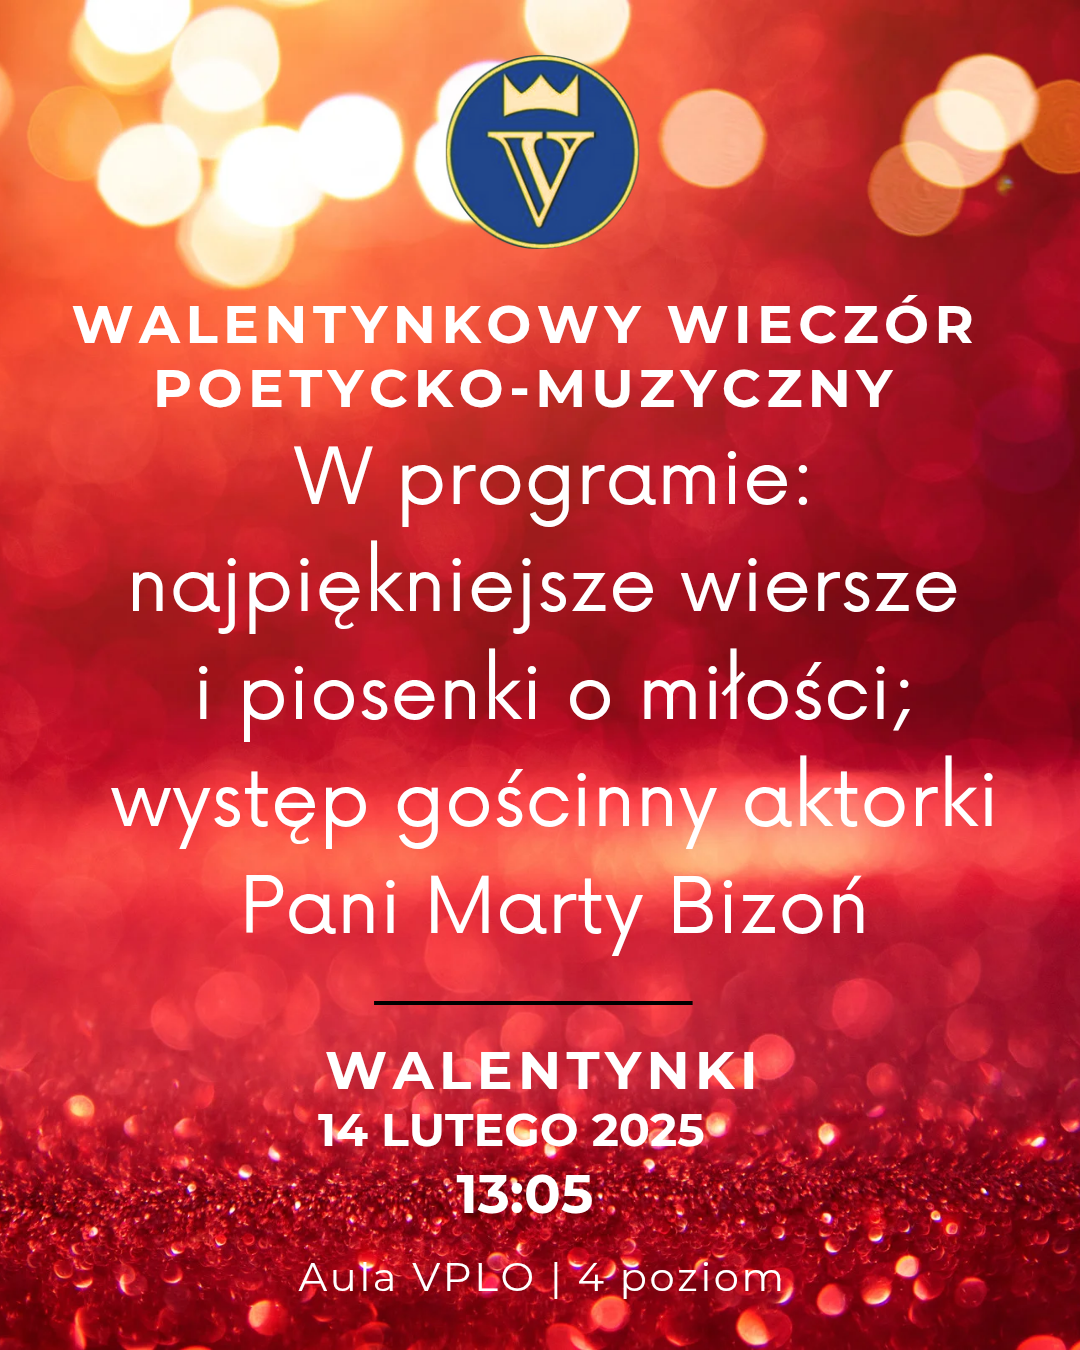 V
WALENTYNKOWY WIECZÓR
POETYCKO-MUZYCZNY
W programie:
najpiękniejsze wiersze
i piosenki o miłości;
występ gościnny aktorki
Pani Marty Bizoń
WALENTYNKI
14 LUTEGO 2025
13:05
Aula VPLO | 4 poziom